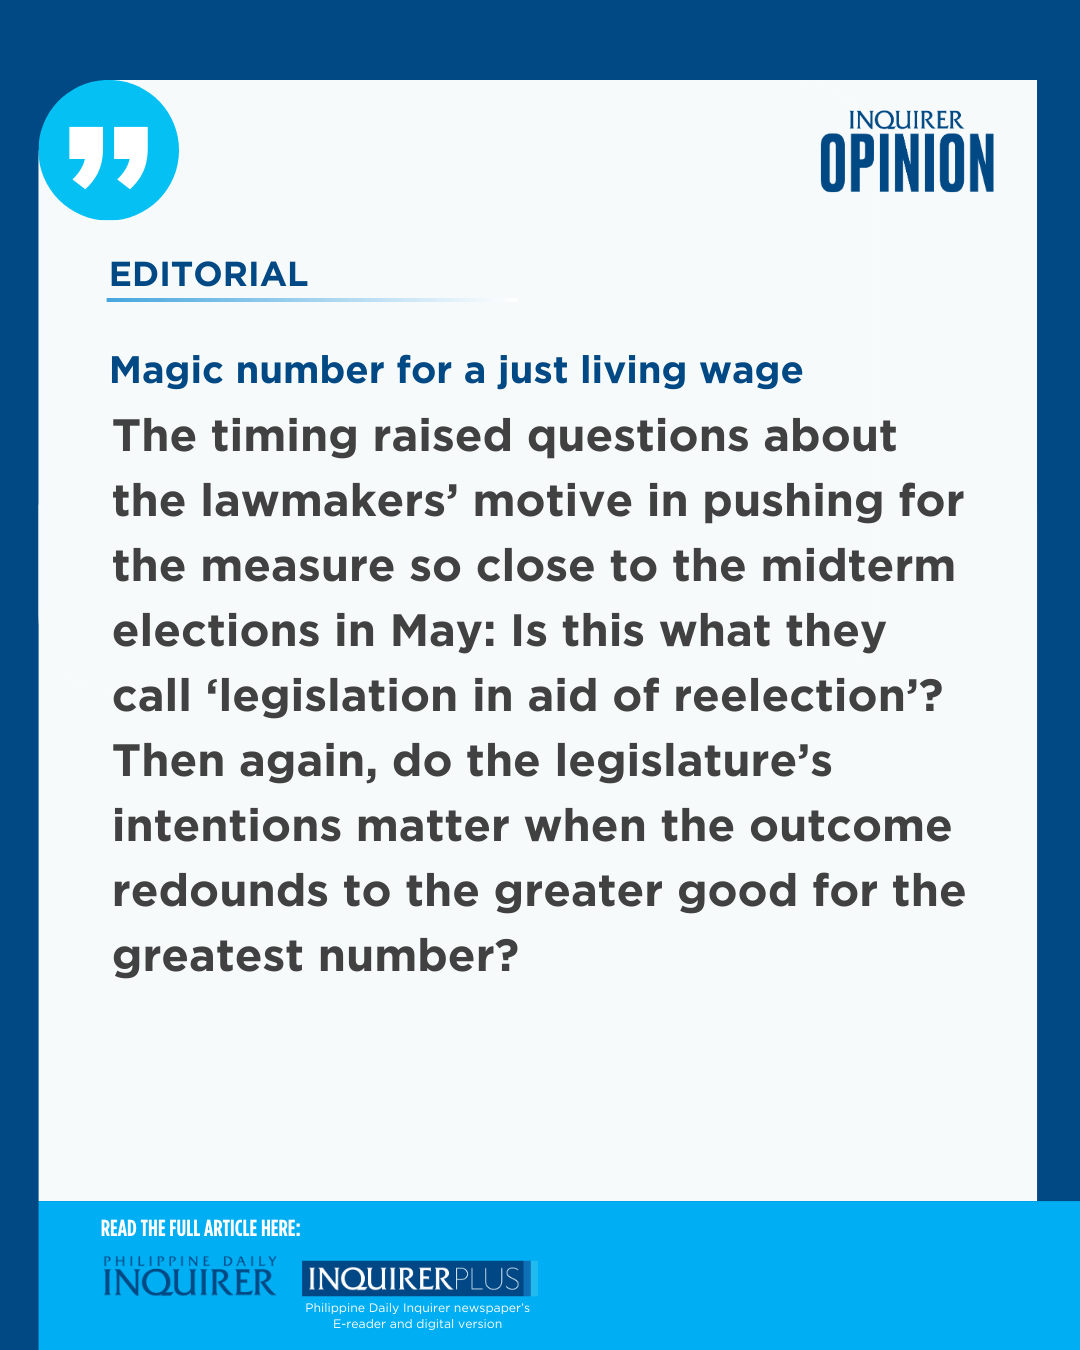 INQUIRER
OPINION
EDITORIAL
Magic number for a just living wage
The timing raised questions about
the lawmakers’ motive in pushing for
the measure so close to the midterm
elections in May: Is this what they
call ‘legislation in aid of reelection’?
Then again, do the legislature’s
intentions matter when the outcome
redounds to the greater good for the
greatest number?
READ THE FULL ARTICLE HERE:
PHILIPPINE DAILY
INQUIRER
INQUIRERPLUS
Philippine Daily Inquirer newspaper's
E-reader and digital version